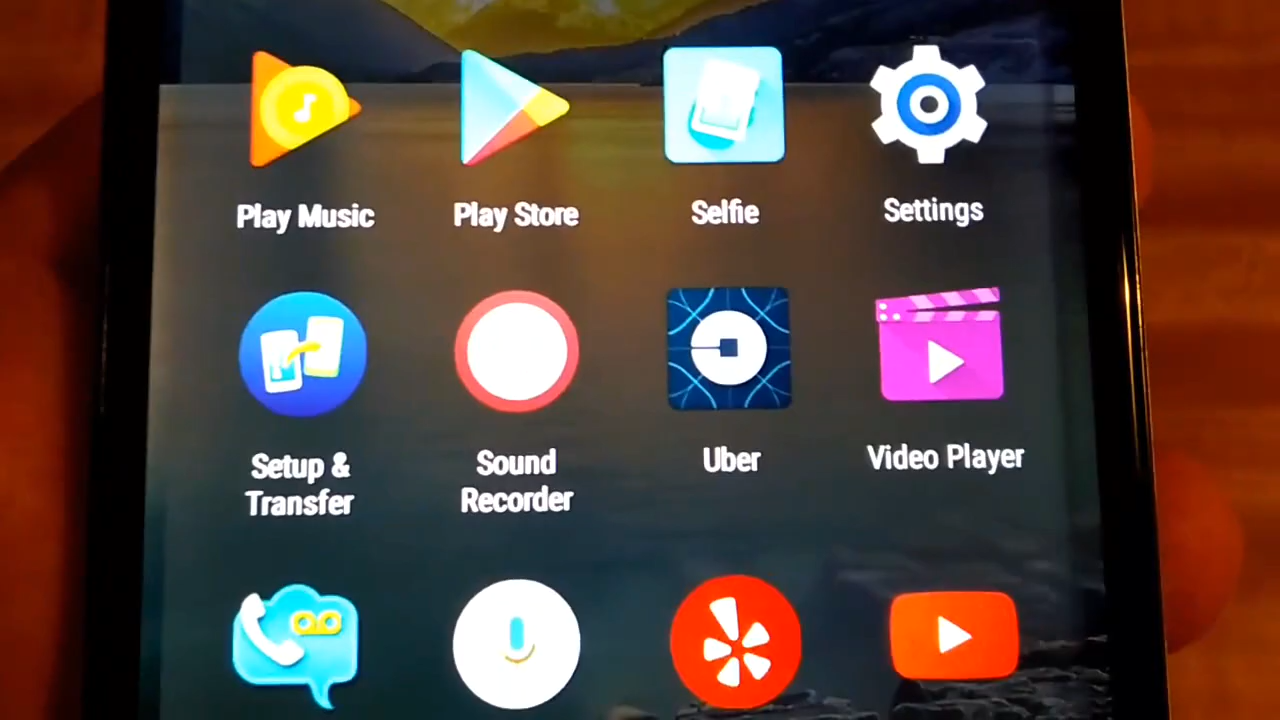 Play Music
Play Store
Selfie
Settings
Setup &
Transfer
Sound
Recorder
Uber
Video Player